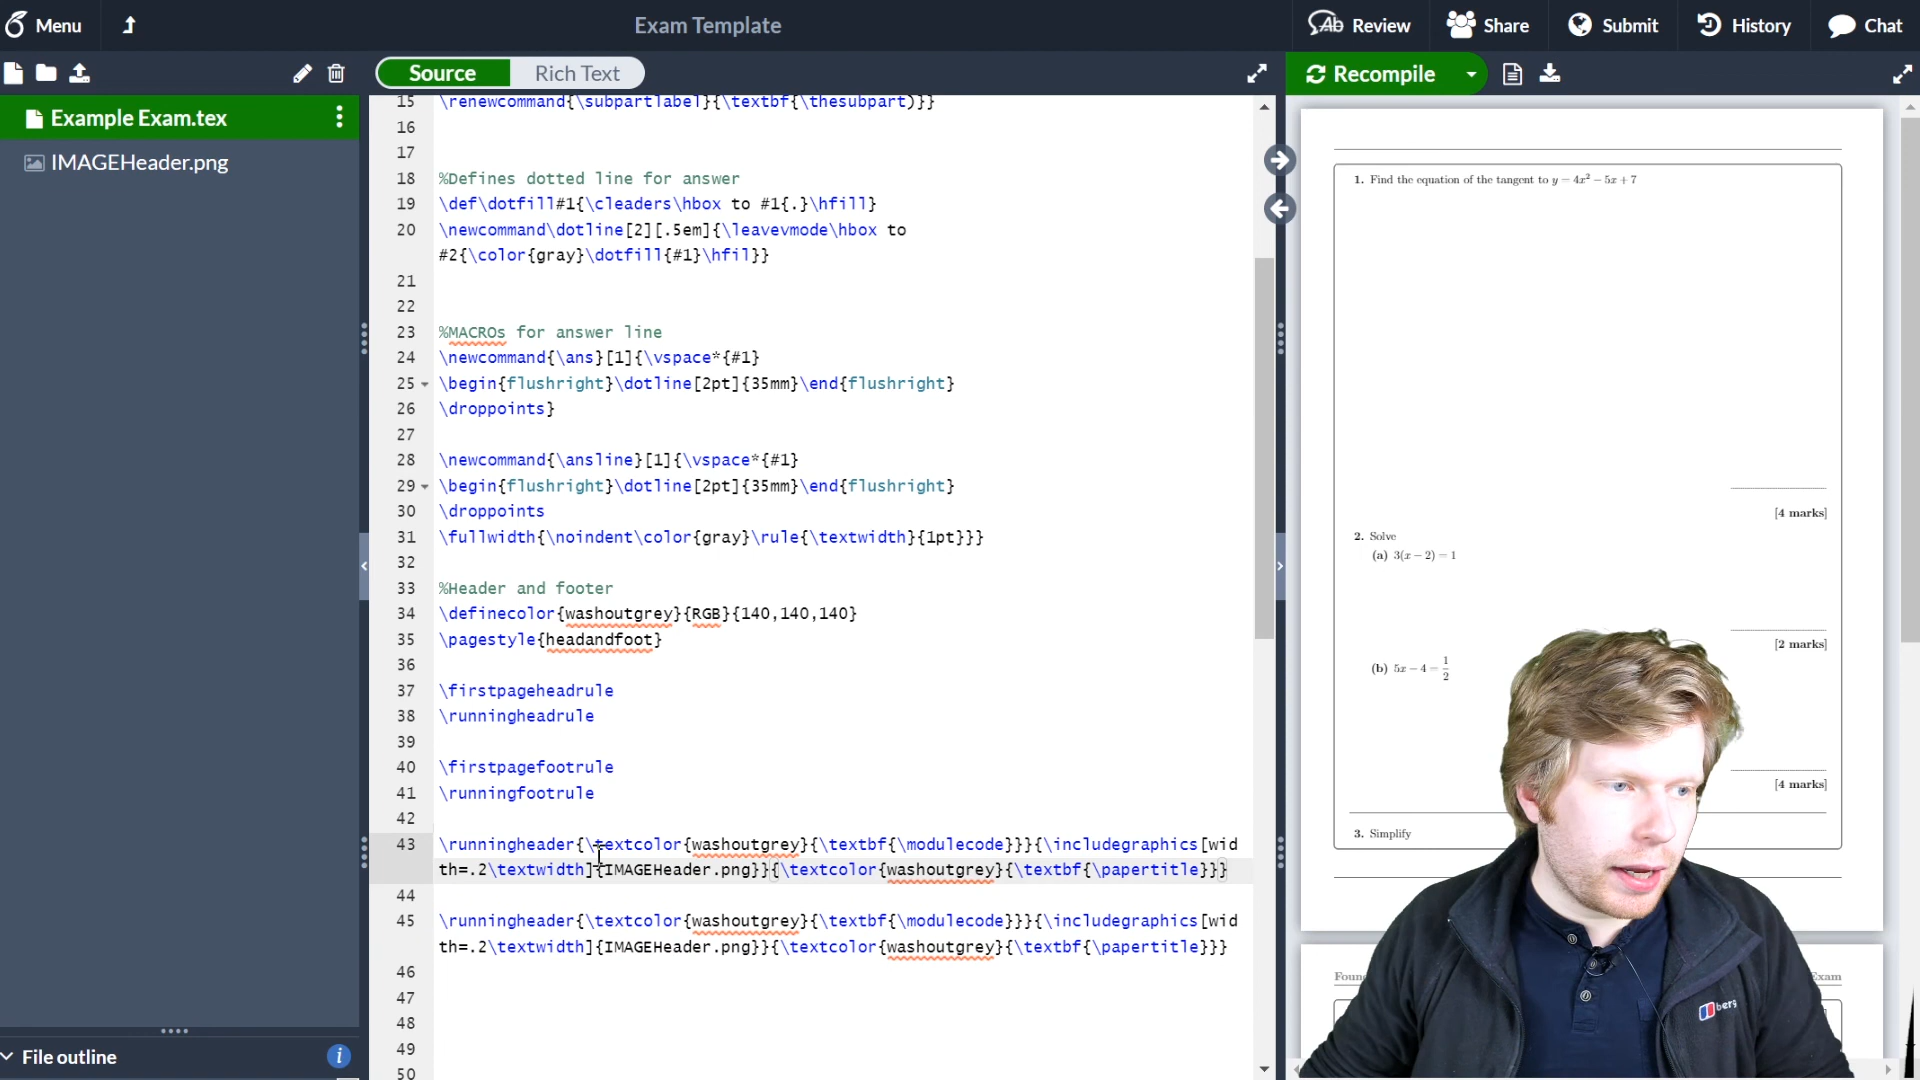 Menu
Exam Template
Review
Share
Submit
History
Chat
Source
Rich Text
Recompile
Example Exam.tex
IMAGEHeader.png
File outline
15 \renewcommand{\subpartlabel}{\textbf{\thesubpart)}}
16
17
18 %Defines dotted line for answer
19 \def\dotfill#1{\cleaders\hbox to #1{.}\hfill}
20 \newcommand\dotline[2][.5em]{\leavevmode\hbox to
#2{\color{gray}\dotfill{#1}\hfil}}
21
22
23 %MACROs for answer line
24 \newcommand{\ans}[1]{\vspace*{#1}
25 \begin{flushright}\dotline[2pt]{35mm}\end{flushright}
26 \droppoints}
27
28 \newcommand{\ansline}[1]{\vspace*{#1}
29 \begin{flushright}\dotline[2pt]{35mm}\end{flushright}
30 \droppoints
31 \fullwidth{\noindent\color{gray}\rule{\textwidth}{1pt}}}
32
33 %Header and footer
34 \definecolor{washoutgrey}{RGB}{140,140,140}
35 \pagestyle{headandfoot}
36
37 \firstpageheadrule
38 \runningheadrule
39
40 \firstpagefootrule
41 \runningfootrule
42
43 \runningheader{\textcolor{washoutgrey}{\textbf{\modulecode}}}{\includegraphics[wid
th=.2\textwidth]{IMAGEHeader.png}}{\textcolor{washoutgrey}{\textbf{\papertitle}}}
44
45 \runningheader{\textcolor{washoutgrey}{\textbf{\modulecode}}}{\includegraphics[wid
th=.2\textwidth]{IMAGEHeader.png}}{\textcolor{washoutgrey}{\textbf{\papertitle}}}
46
47
48
49
50
1. Find the equation of the tangent to y = 4x² − 5x + 7
[4 marks]
2. Solve
(a) 3(x − 2) = 1
[2 marks]
(b) 5x − 4 = 1/2
[4 marks]
3. Simplify
Foun
Exam
berg